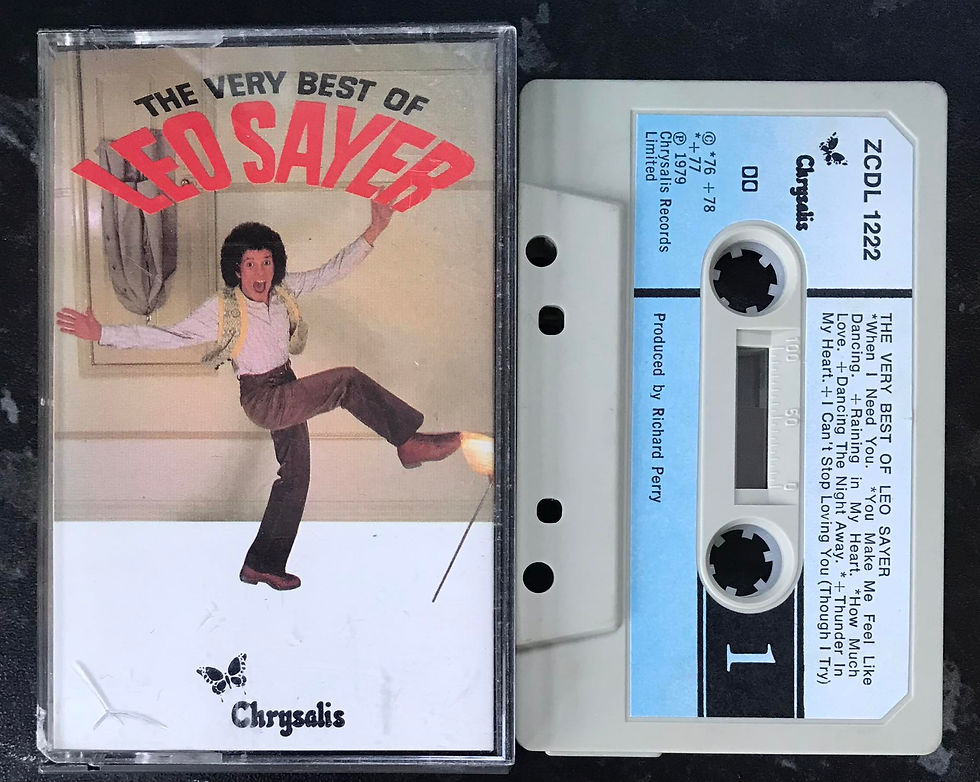 THE VERY BEST OF
LEO SAYER
Chrysalis
ZCDL 1222
Chrysalis
© *76 + 78
*+ 77
℗ 1979
Chrysalis Records
Limited
THE VERY BEST OF LEO SAYER
*When I Need You. *You Make Me Feel Like
Dancing. +Raining in My Heart. *How Much
Love. +Dancing The Night Away. *+Thunder In
My Heart. + I Can't Stop Loving You (Though I Try)
Produced by Richard Perry
100 50 0
1